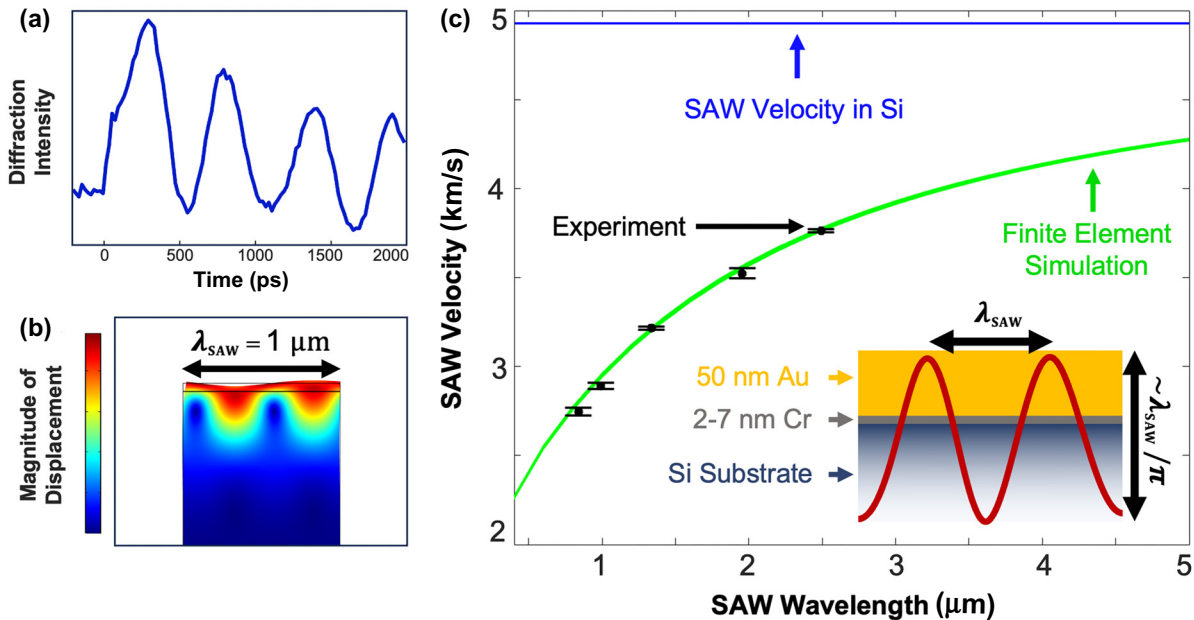 (a)
Diffraction
Intensity
0 500 1000 1500 2000
Time (ps)
(b)
Magnitude of
Displacement
λSAW = 1 μm
(c)
SAW Velocity (km/s)
5
4
3
2
SAW Velocity in Si
Experiment
Finite Element
Simulation
λSAW
50 nm Au
2-7 nm Cr
Si Substrate
~λSAW/π
1 2 3 4 5
SAW Wavelength (μm)